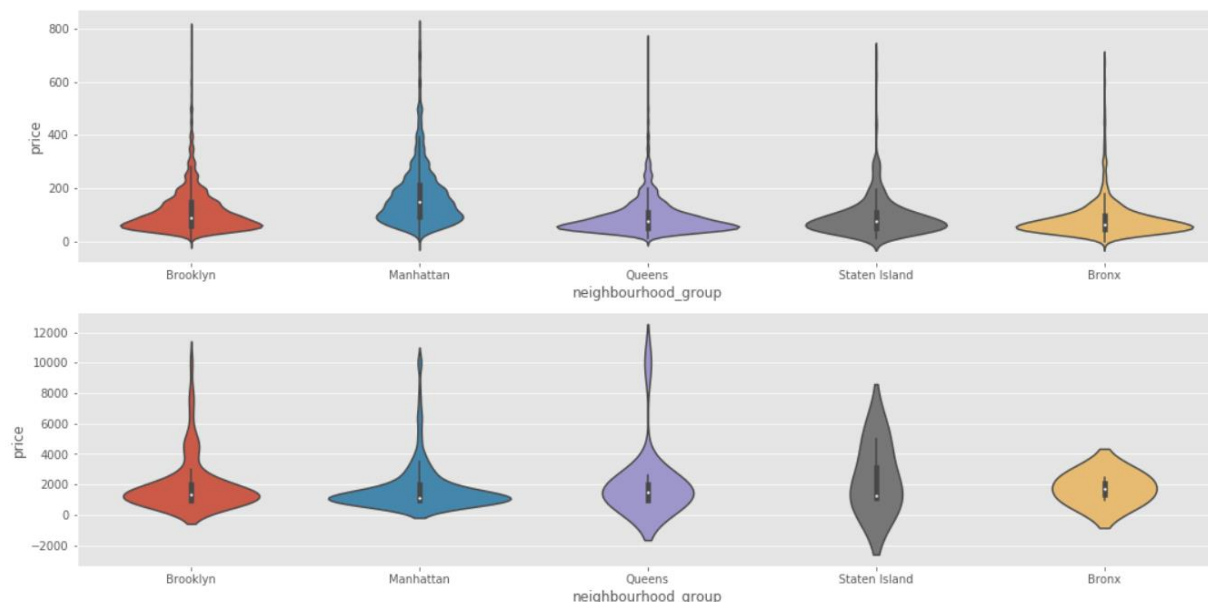 800
600
400
200
0
price
Brooklyn
Manhattan
Queens
Staten Island
Bronx
neighbourhood_group
12000
10000
8000
6000
4000
2000
0
−2000
price
Brooklyn
Manhattan
Queens
Staten Island
Bronx
neighbourhood_group